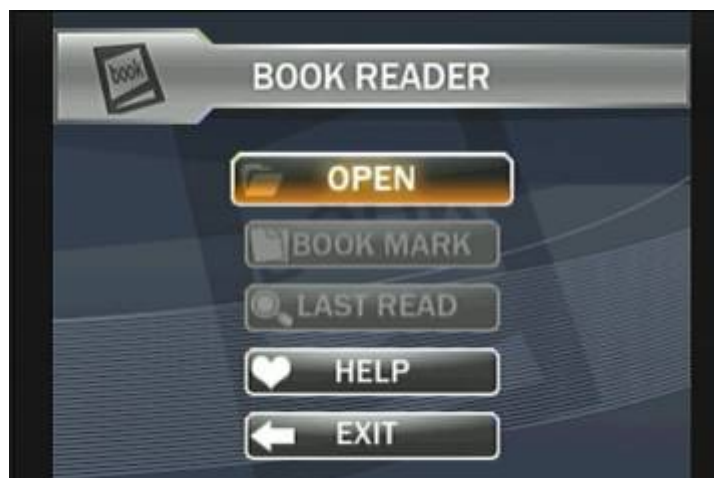 book
BOOK READER
OPEN
BOOK MARK
LAST READ
HELP
EXIT